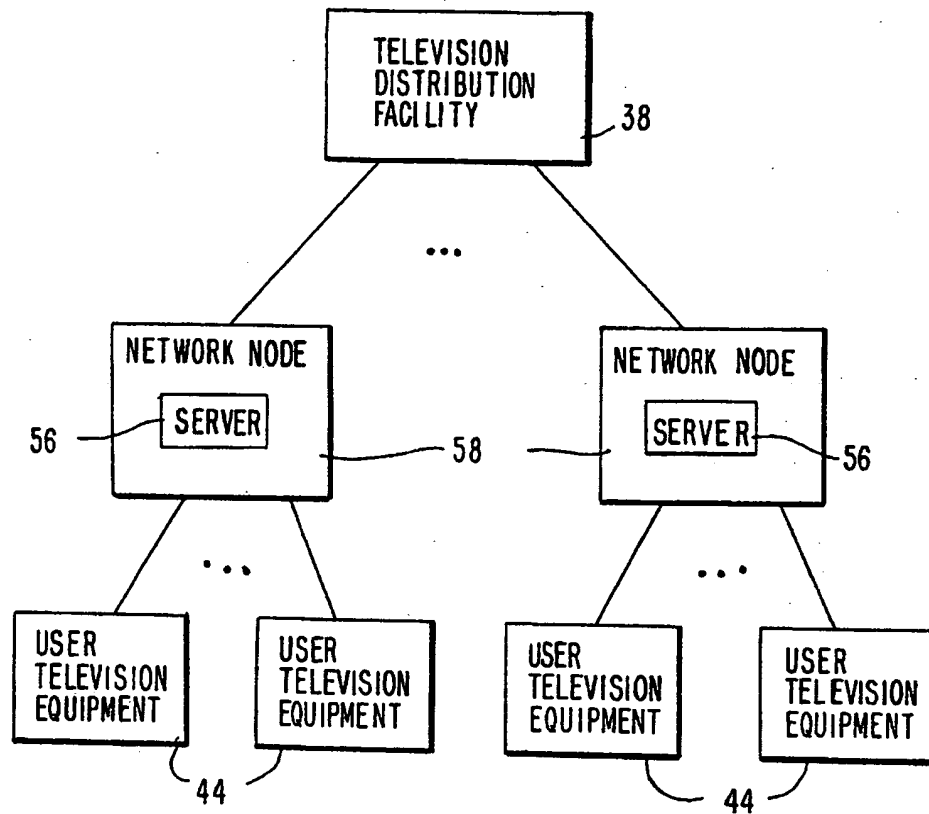 TELEVISION
DISTRIBUTION
FACILITY
38
...
NETWORK NODE
SERVER
56
58
NETWORK NODE
SERVER
56
...
...
USER
TELEVISION
EQUIPMENT
USER
TELEVISION
EQUIPMENT
44
USER
TELEVISION
EQUIPMENT
USER
TELEVISION
EQUIPMENT
44